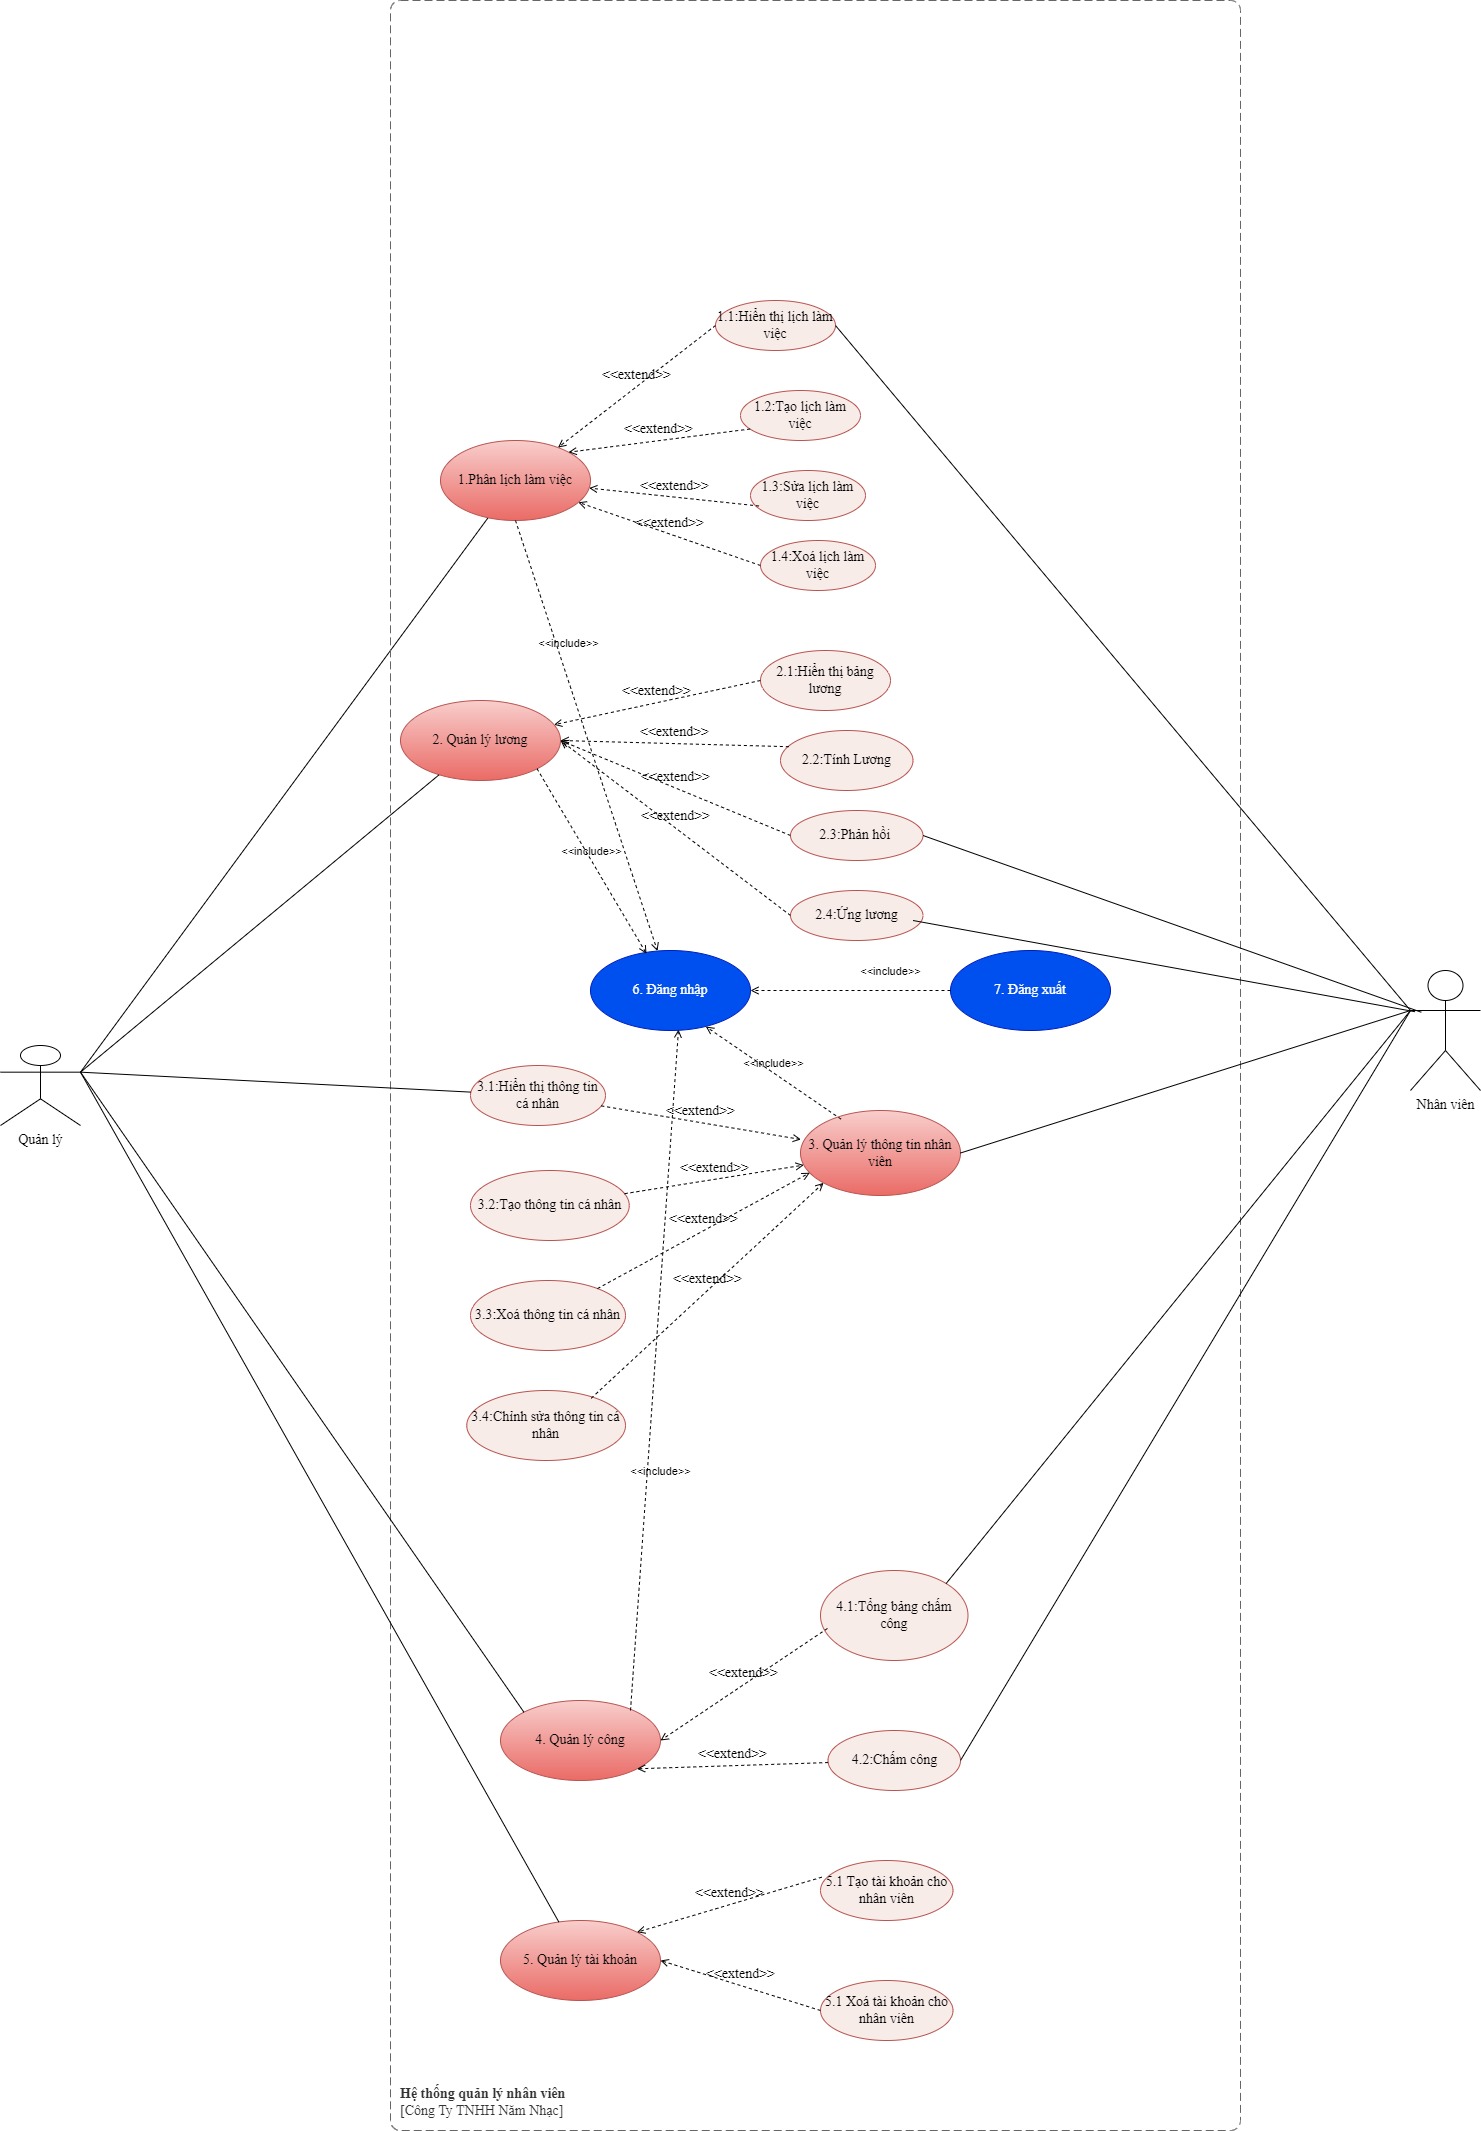 1.1:Hiển thị lịch làm
việc
<<extend>>
1.2:Tạo lịch làm
việc
<<extend>>
1.Phân lịch làm việc
1.3:Sửa lịch làm
việc
<<extend>>
<<extend>>
1.4:Xoá lịch làm
việc
<<include>>
2.1:Hiển thị bảng
lương
<<extend>>
2. Quản lý lương
<<extend>>
2.2:Tính Lương
<<extend>>
2.3:Phản hồi
<<extend>>
<<include>>
2.4:Ứng lương
6. Đăng nhập
<<include>>
7. Đăng xuất
Quản lý
Nhân viên
<<include>>
3.1:Hiển thị thông tin
cá nhân
<<extend>>
3. Quản lý thông tin nhân
viên
<<extend>>
3.2:Tạo thông tin cá nhân
<<extend>>
<<extend>>
3.3:Xoá thông tin cá nhân
3.4:Chỉnh sửa thông tin cá
nhân
<<include>>
4.1:Tổng bảng chấm
công
<<extend>>
4. Quản lý công
<<extend>>
4.2:Chấm công
5.1 Tạo tài khoản cho
nhân viên
<<extend>>
5. Quản lý tài khoản
<<extend>>
5.1 Xoá tài khoản cho
nhân viên
Hệ thống quản lý nhân viên
[Công Ty TNHH Năm Nhạc]